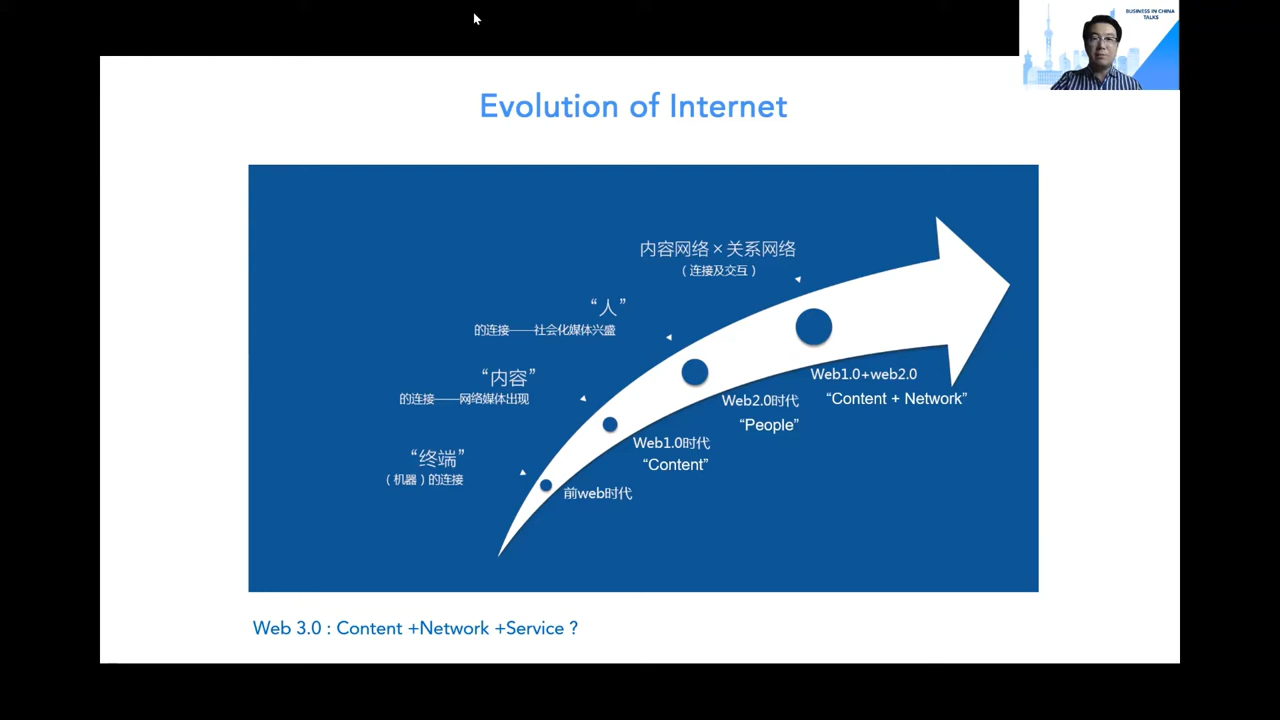 BUSINESS IN CHINA
TALKS
Evolution of Internet
内容网络×关系网络
（连接及交互）
“人”
的连接——社会化媒体兴盛
“内容”
的连接——网络媒体出现
“终端”
（机器）的连接
Web1.0+web2.0
“Content + Network”
Web2.0时代
“People”
Web1.0时代
“Content”
前web时代
Web 3.0 : Content +Network +Service ?